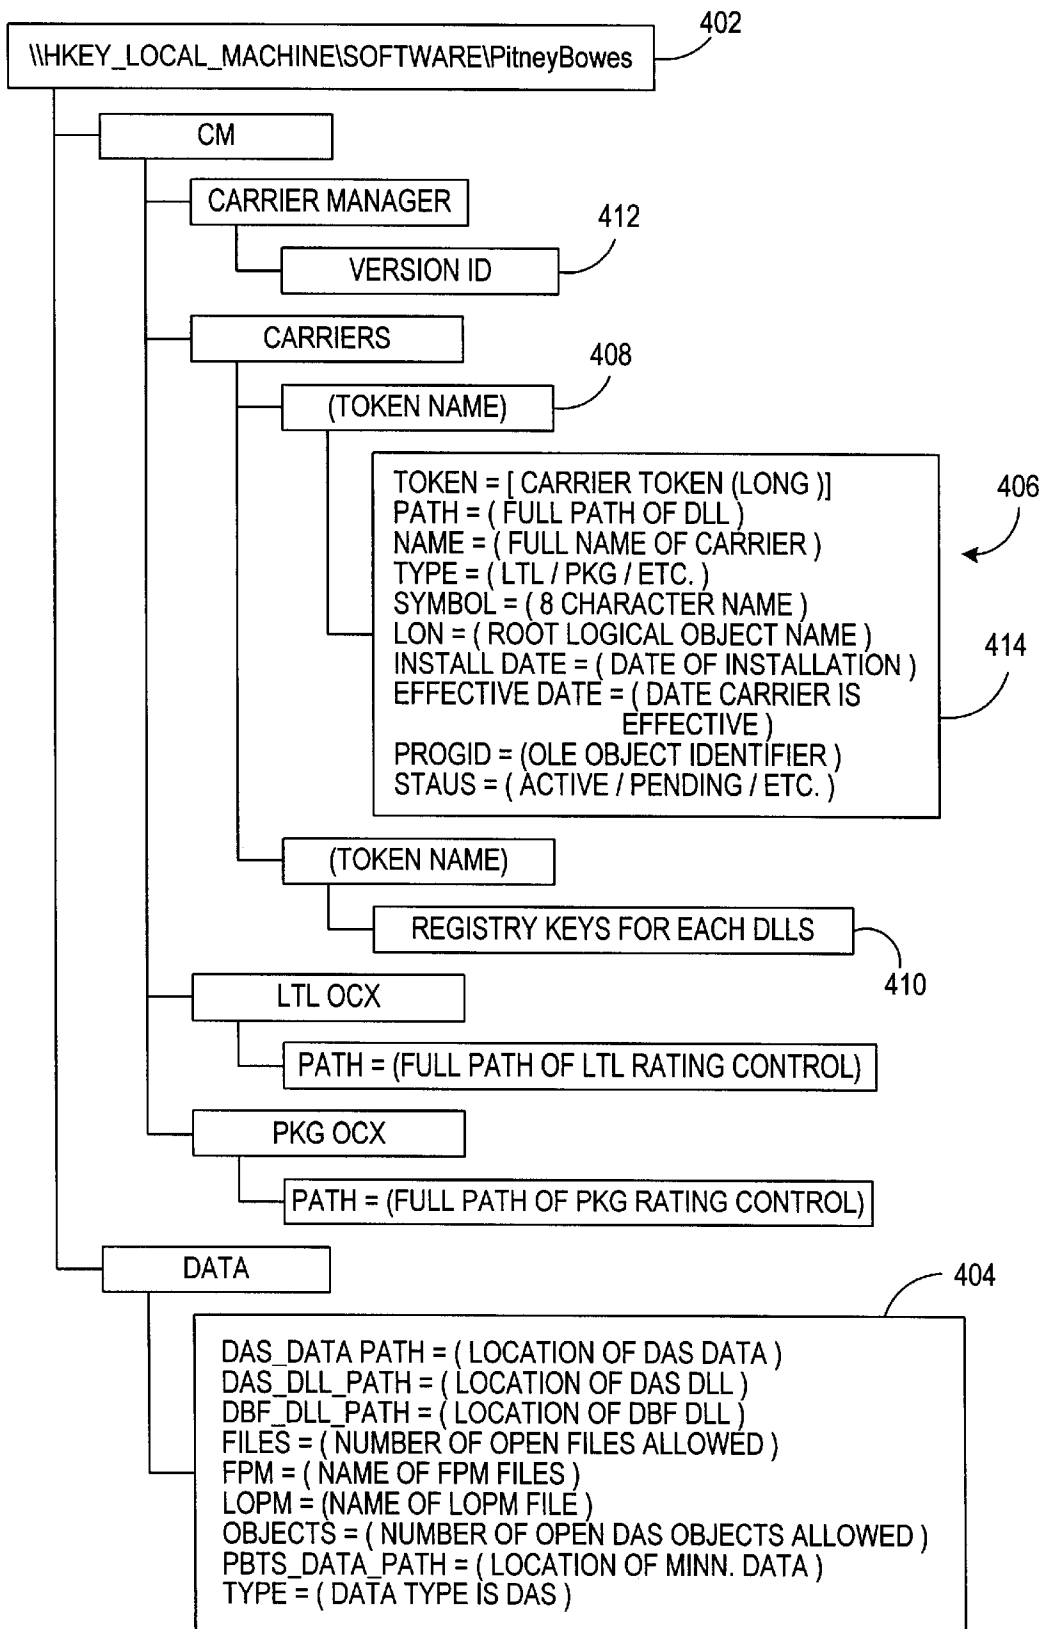 402
\\HKEY_LOCAL_MACHINE\SOFTWARE\PitneyBowes
CM
CARRIER MANAGER
412
VERSION ID
CARRIERS
408
(TOKEN NAME)
TOKEN = [ CARRIER TOKEN (LONG )]
406
PATH = ( FULL PATH OF DLL )
NAME = ( FULL NAME OF CARRIER )
TYPE = ( LTL / PKG / ETC. )
SYMBOL = ( 8 CHARACTER NAME )
LON = ( ROOT LOGICAL OBJECT NAME )
414
INSTALL DATE = ( DATE OF INSTALLATION )
EFFECTIVE DATE = ( DATE CARRIER IS
EFFECTIVE )
PROGID = (OLE OBJECT IDENTIFIER )
STAUS = ( ACTIVE / PENDING / ETC. )
(TOKEN NAME)
REGISTRY KEYS FOR EACH DLLS
410
LTL OCX
PATH = (FULL PATH OF LTL RATING CONTROL)
PKG OCX
PATH = (FULL PATH OF PKG RATING CONTROL)
DATA
404
DAS_DATA PATH = ( LOCATION OF DAS DATA )
DAS_DLL_PATH = ( LOCATION OF DAS DLL )
DBF_DLL_PATH = ( LOCATION OF DBF DLL )
FILES = ( NUMBER OF OPEN FILES ALLOWED )
FPM = ( NAME OF FPM FILES )
LOPM = (NAME OF LOPM FILE )
OBJECTS = ( NUMBER OF OPEN DAS OBJECTS ALLOWED )
PBTS_DATA_PATH = ( LOCATION OF MINN. DATA )
TYPE = ( DATA TYPE IS DAS )